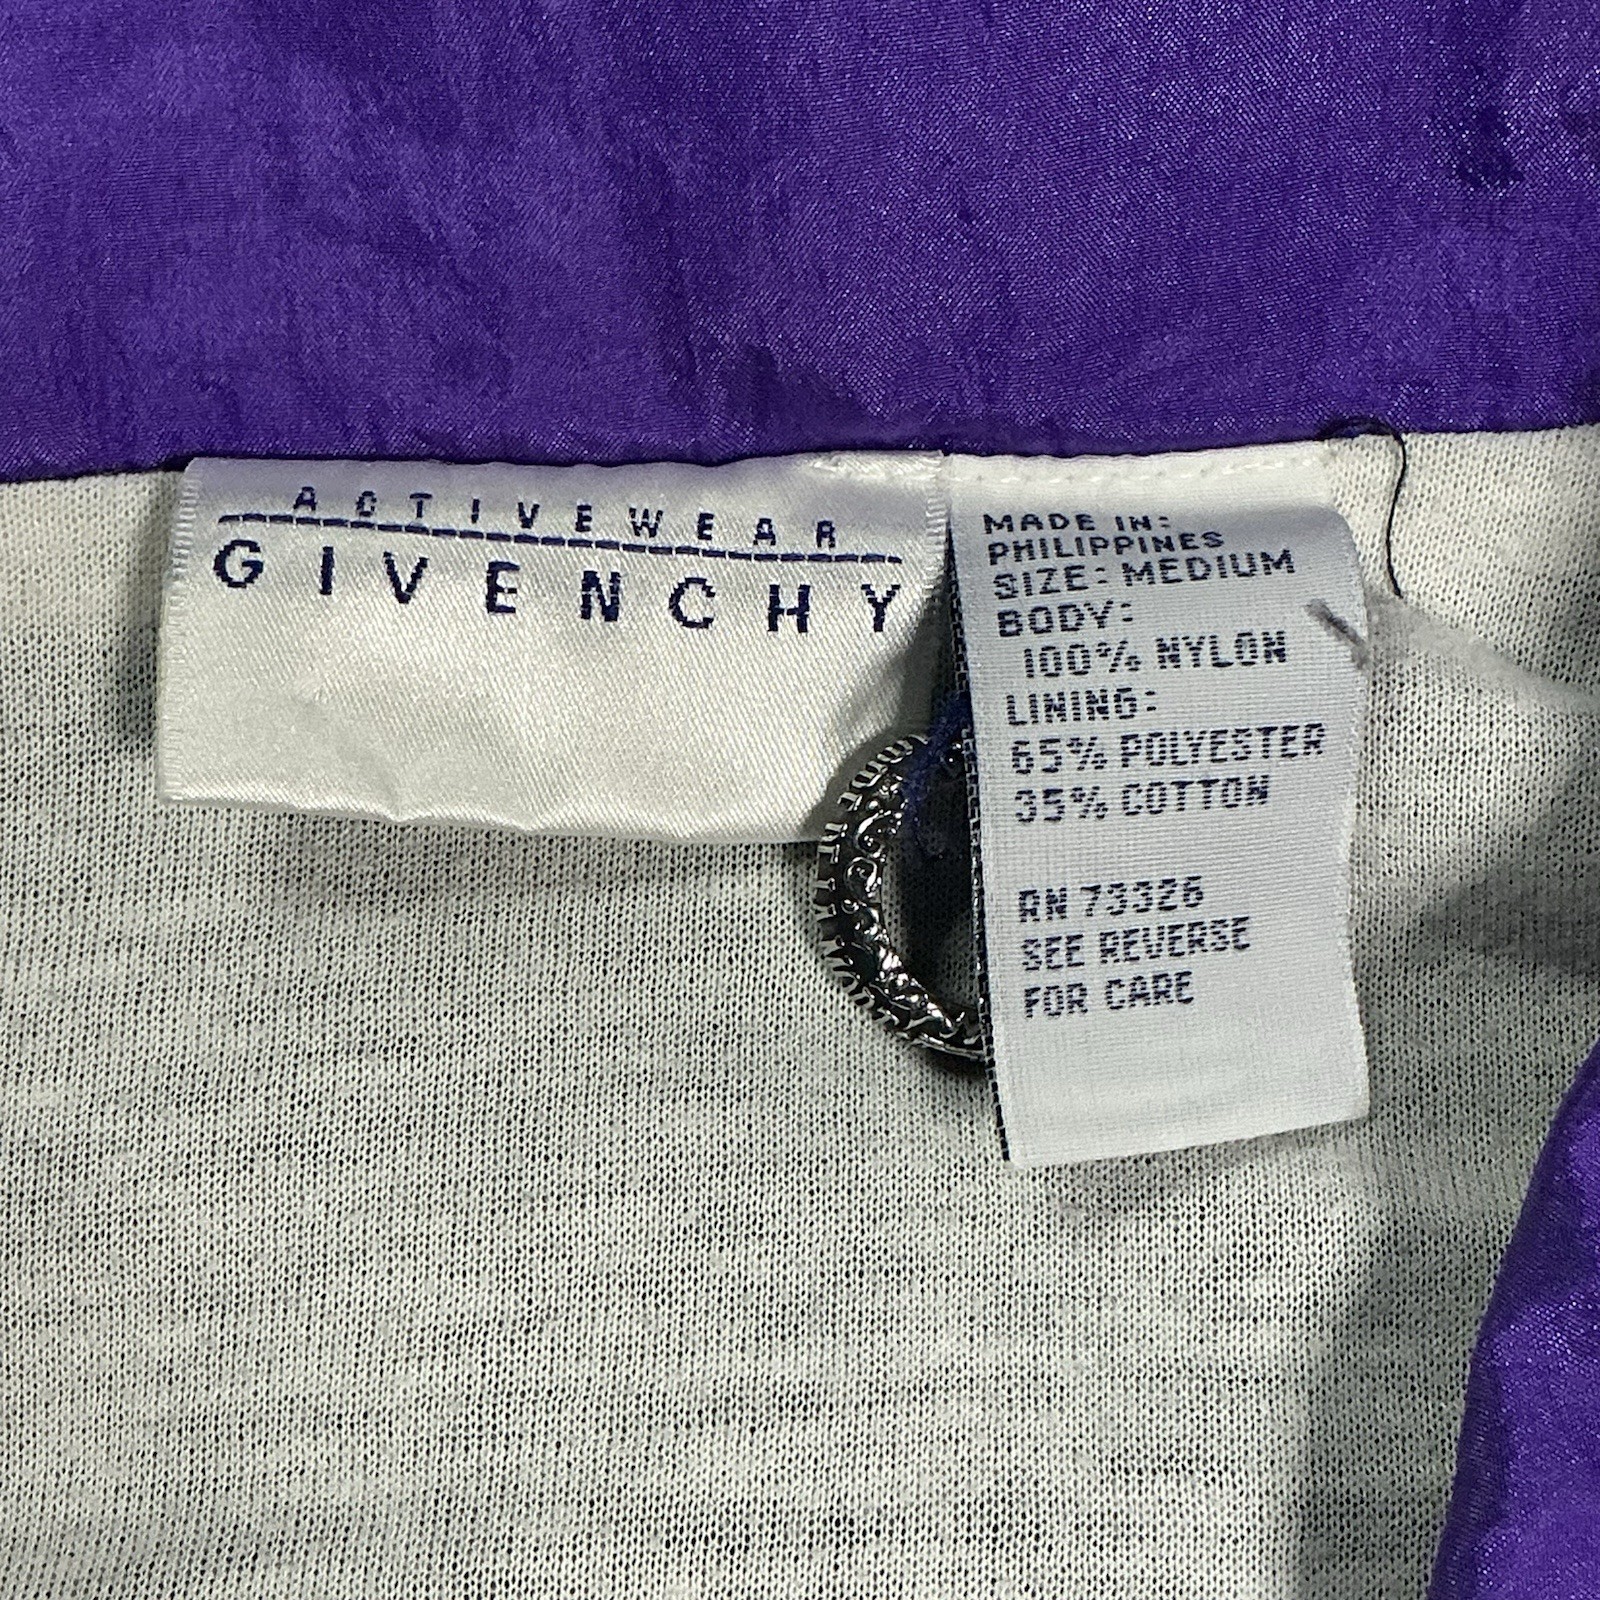 ACTIVEWEAR
GIVENCHY
MADE IN:
PHILIPPINES
SIZE: MEDIUM
BODY:
100% NYLON
LINING:
65% POLYESTER
35% COTTON
RN 73326
SEE REVERSE
FOR CARE